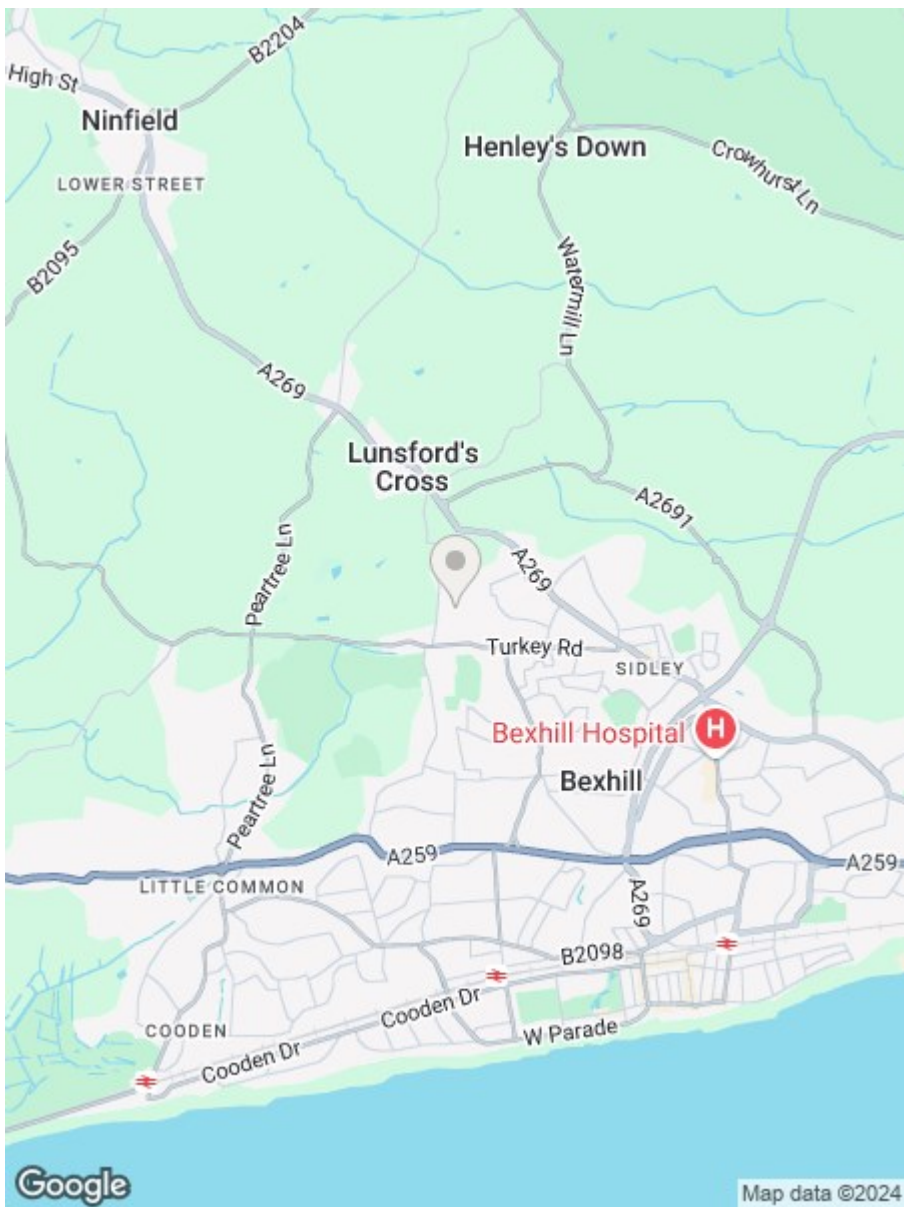 B2204
High St
Ninfield
LOWER STREET
B2095
Henley's Down
Crowhurst Ln
Watermill Ln
A269
Lunsford's
Cross
A2691
Peartree Ln
A269
Turkey Rd
SIDLEY
Bexhill Hospital
H
Bexhill
Peartree Ln
A259
A259
LITTLE COMMON
A269
B2098
Cooden Dr
W Parade
COODEN
Cooden Dr
Google
Map data ©2024